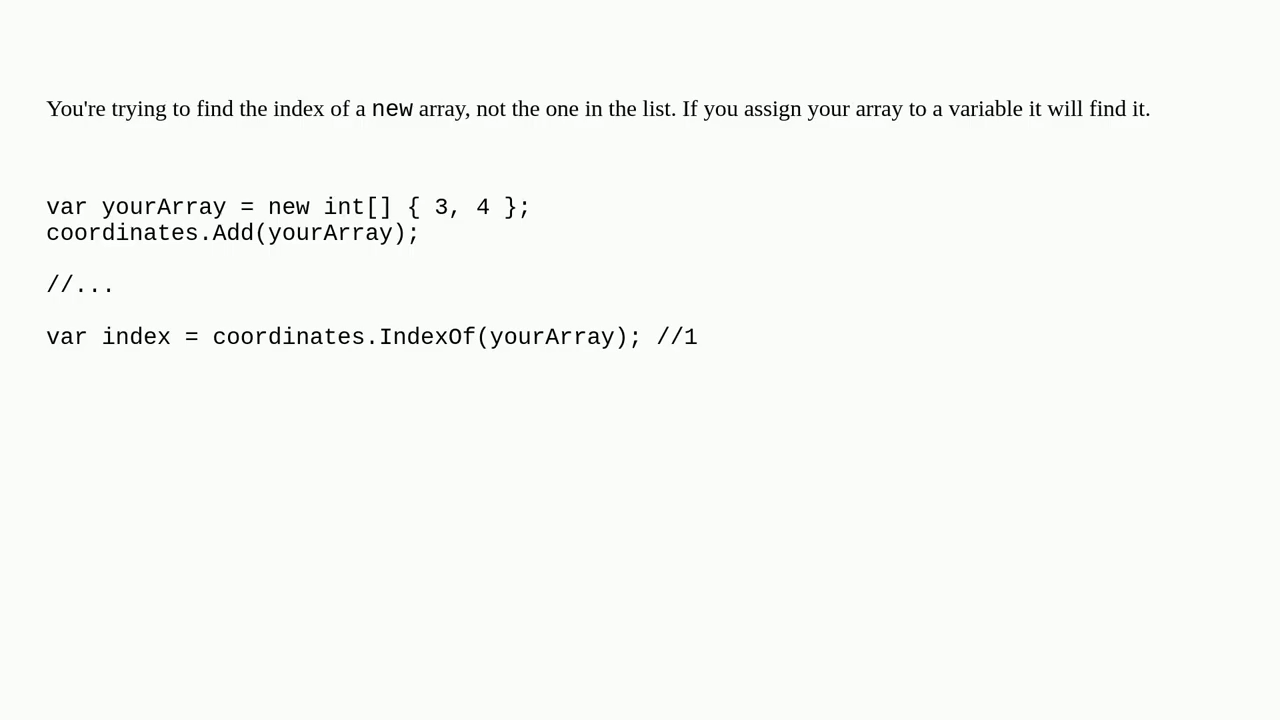 You're trying to find the index of a new array, not the one in the list. If you assign your array to a variable it will find it.
var yourArray = new int[] { 3, 4 };
coordinates.Add(yourArray);
//...
var index = coordinates.IndexOf(yourArray); //1